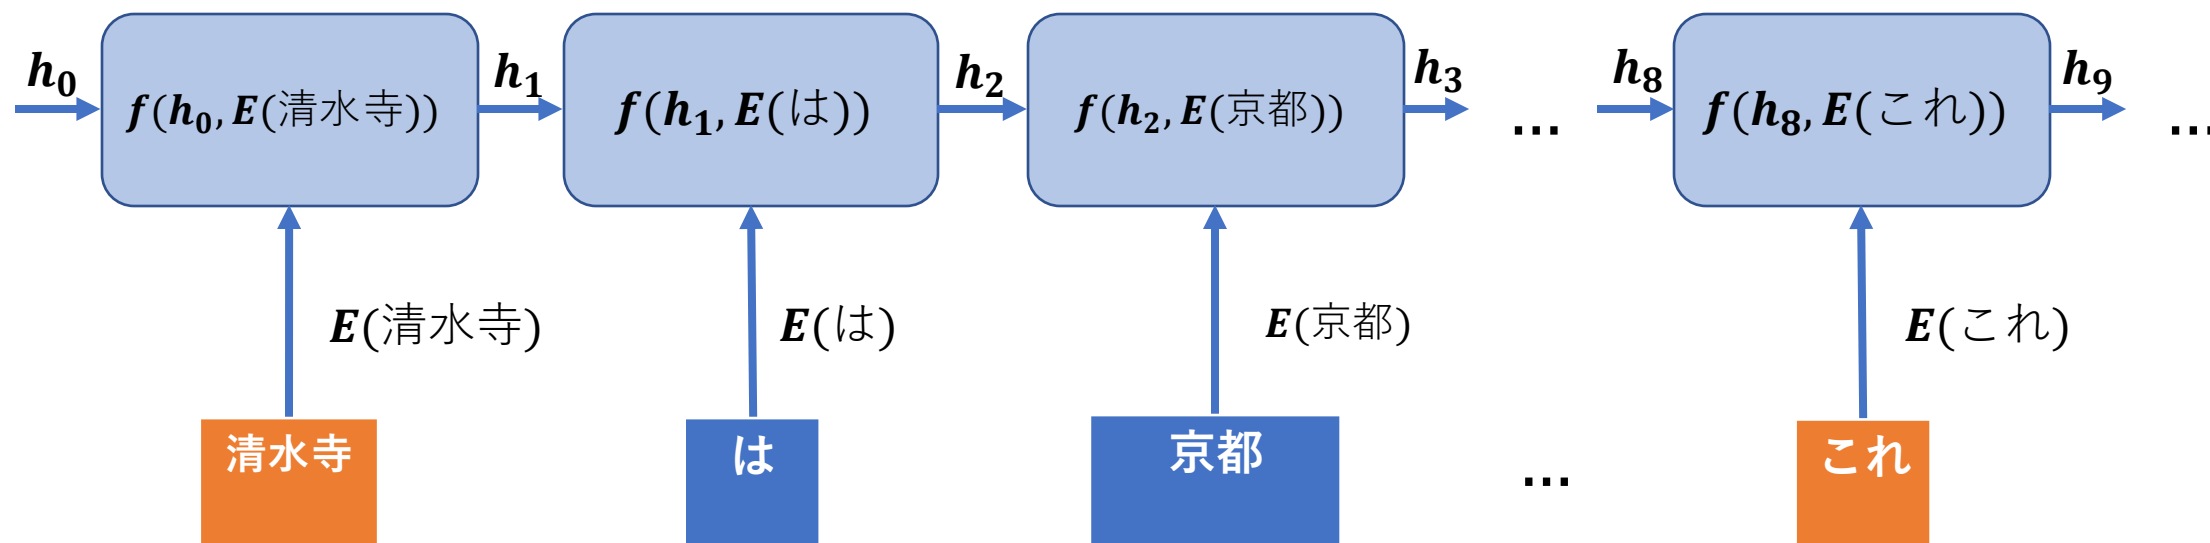 h₀ h₁ h₂ h₃ h₈ h₉
f(h₀, E(清水寺)) f(h₁, E(は)) f(h₂, E(京都)) … f(h₈, E(これ)) …
E(清水寺) E(は) E(京都) E(これ)
清水寺 は 京都 … これ